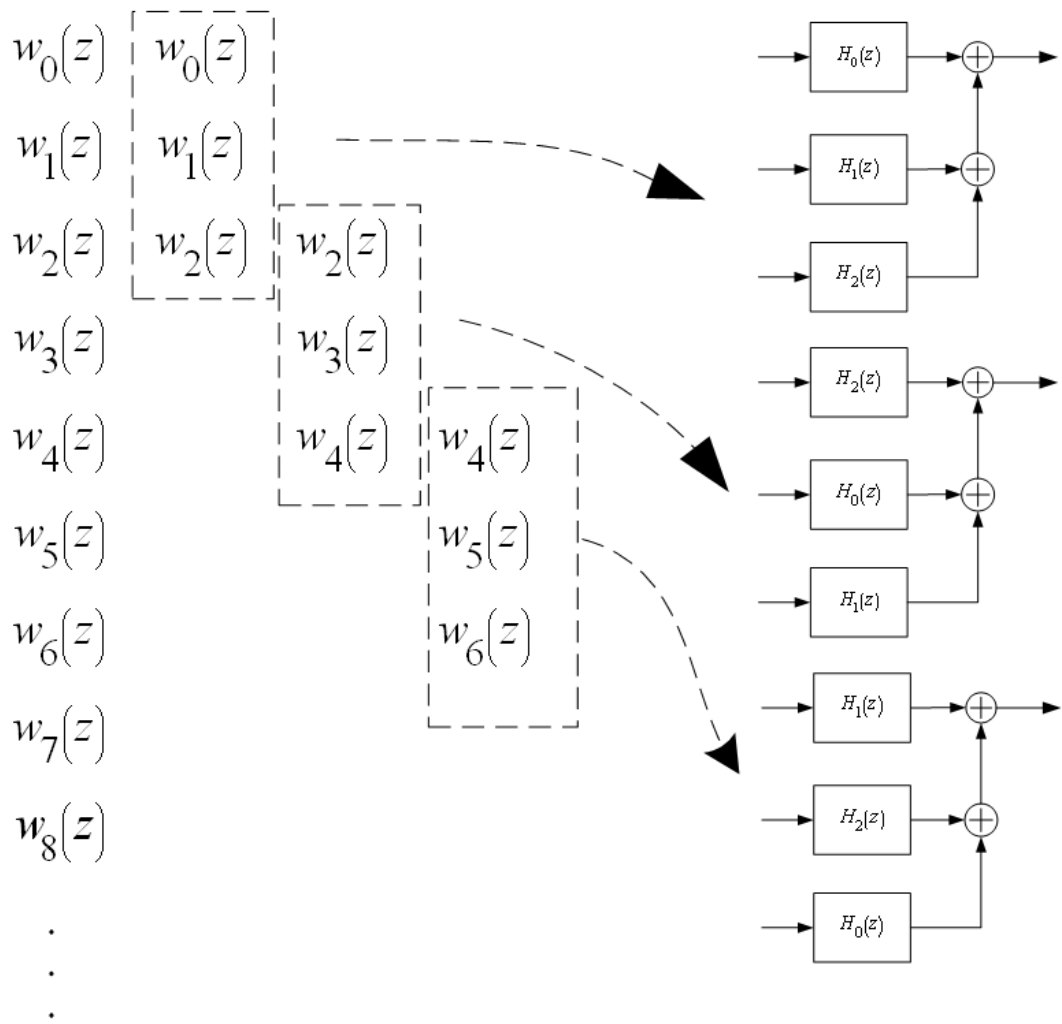 w₀(z) w₀(z) H₀(z)
w₁(z) w₁(z) H₁(z)
w₂(z) w₂(z) w₂(z) H₂(z)
w₃(z) w₃(z) H₂(z)
w₄(z) w₄(z) w₄(z) H₀(z)
w₅(z) w₅(z) H₁(z)
w₆(z) w₆(z) H₁(z)
w₇(z) H₂(z)
w₈(z) H₀(z)
.
.
.